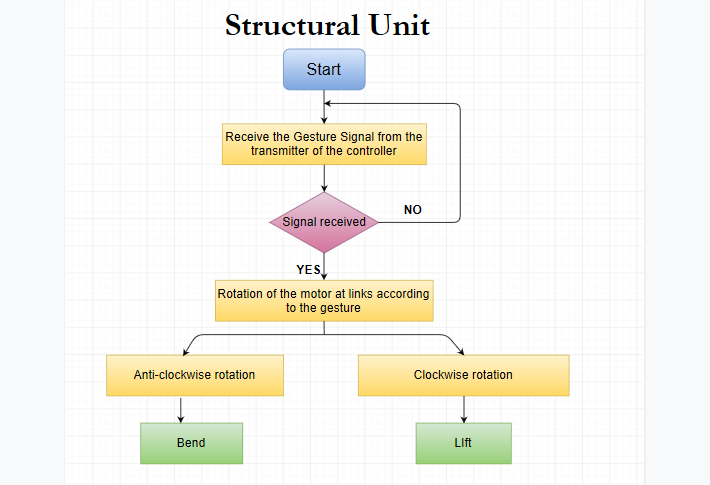 Structural Unit
Start
Receive the Gesture Signal from the
transmitter of the controller
Signal received
NO
YES
Rotation of the motor at links according
to the gesture
Anti-clockwise rotation
Clockwise rotation
Bend
LIft